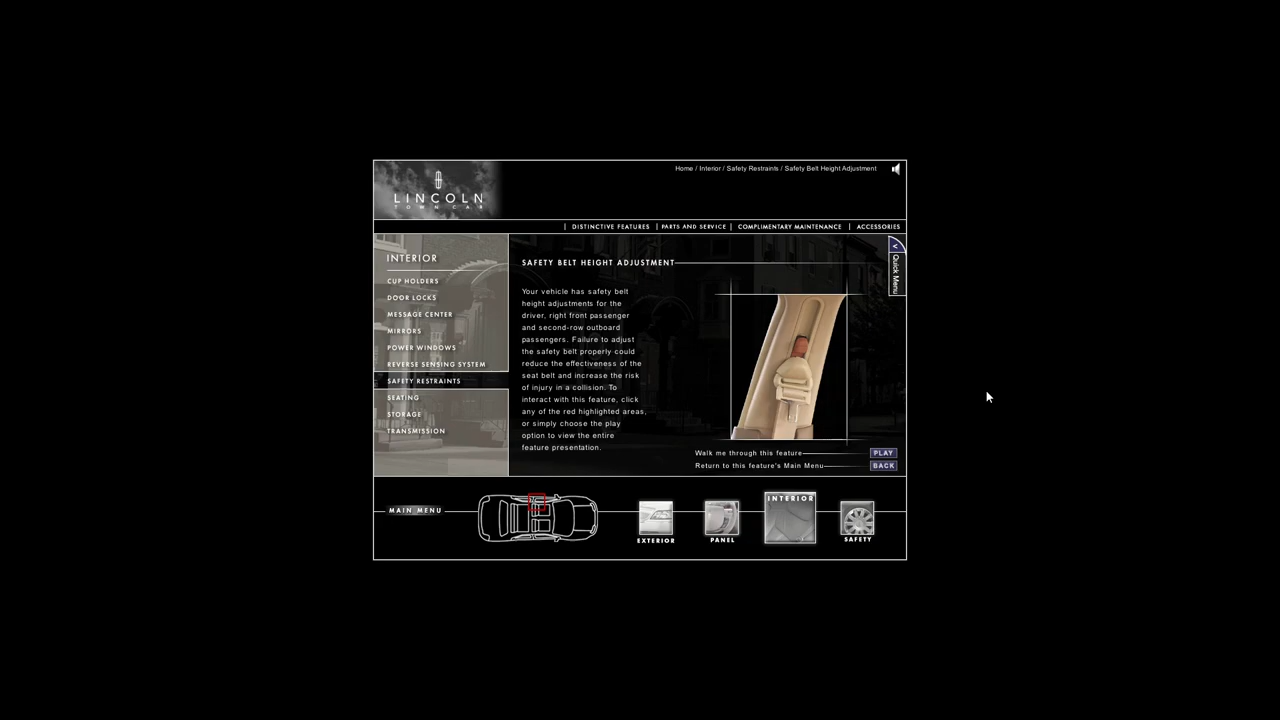 Home / Interior / Safety Restraints / Safety Belt Height Adjustment
LINCOLN
TOWN CAR
DISTINCTIVE FEATURES
PARTS AND SERVICE
COMPLIMENTARY MAINTENANCE
ACCESSORIES
INTERIOR
CUP HOLDERS
DOOR LOCKS
MESSAGE CENTER
MIRRORS
POWER WINDOWS
REVERSE SENSING SYSTEM
SAFETY RESTRAINTS
SEATING
STORAGE
TRANSMISSION
SAFETY BELT HEIGHT ADJUSTMENT
Your vehicle has safety belt
height adjustments for the
driver, right front passenger
and second-row outboard
passengers. Failure to adjust
the safety belt properly could
reduce the effectiveness of the
seat belt and increase the risk
of injury in a collision. To
interact with this feature, click
any of the red highlighted areas,
or simply choose the play
option to view the entire
feature presentation.
< Quick Menu
Walk me through this feature
PLAY
Return to this feature's Main Menu
BACK
MAIN MENU
EXTERIOR
PANEL
INTERIOR
SAFETY